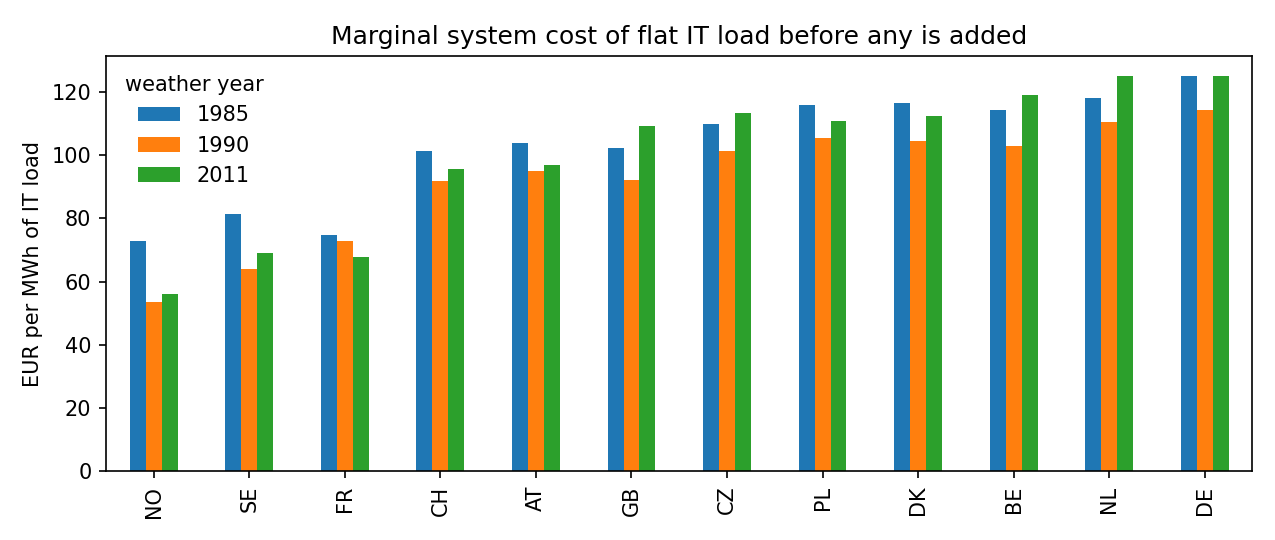 Marginal system cost of flat IT load before any is added
EUR per MWh of IT load
120
100
80
60
40
20
0
weather year
1985
1990
2011
NO
SE
FR
CH
AT
GB
CZ
PL
DK
BE
NL
DE